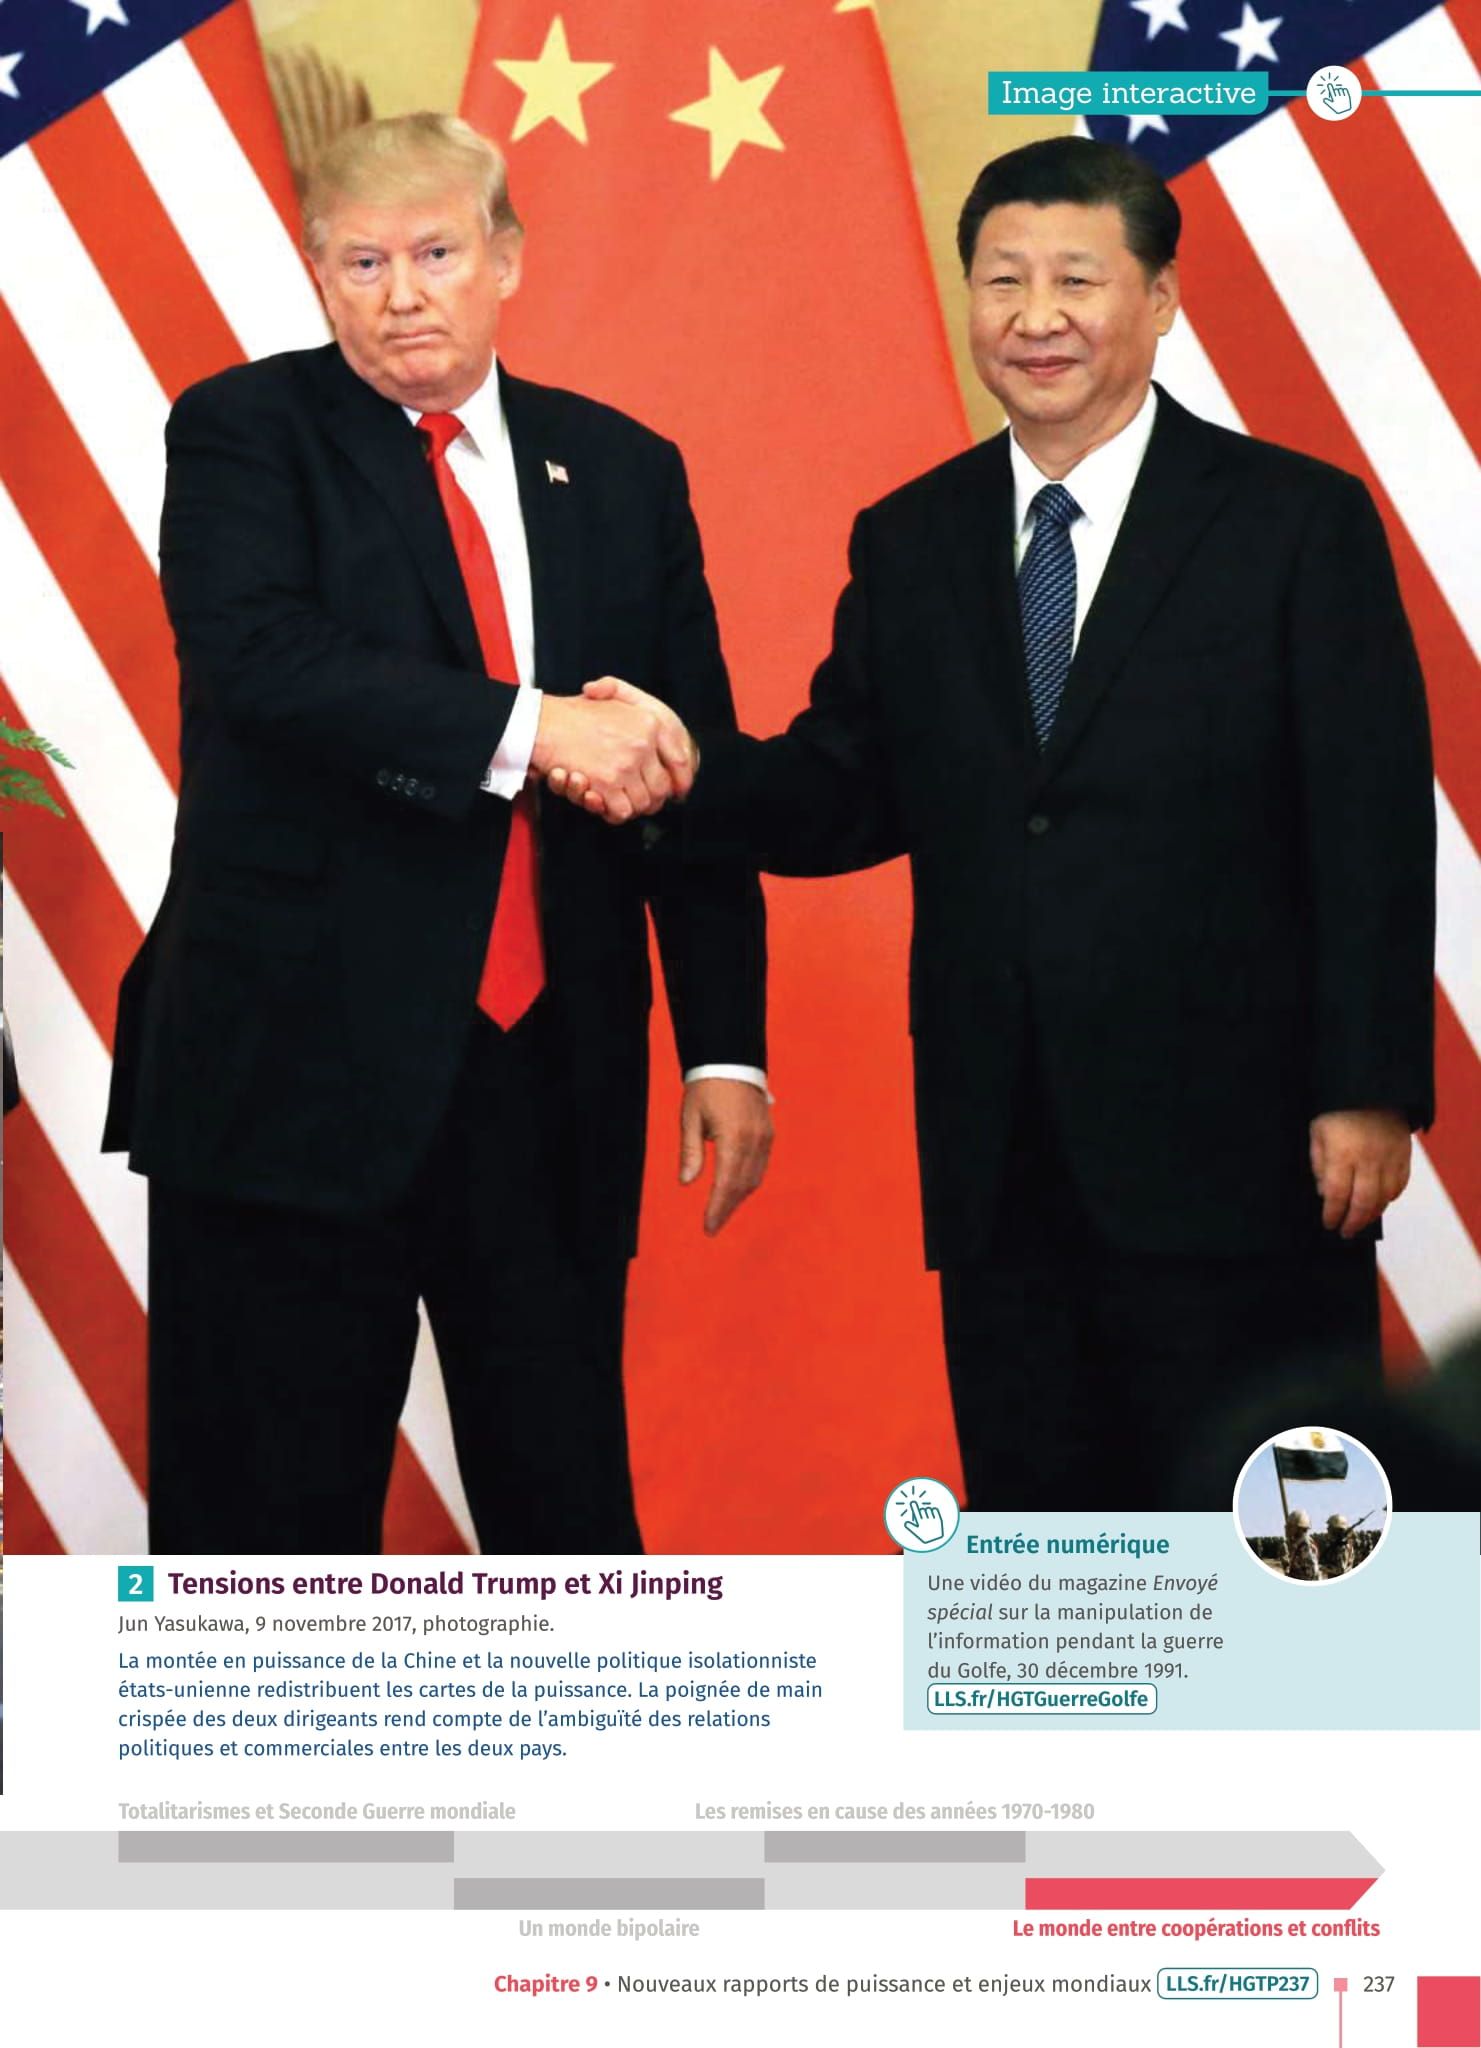 Image interactive
2 Tensions entre Donald Trump et Xi Jinping
Jun Yasukawa, 9 novembre 2017, photographie.
La montée en puissance de la Chine et la nouvelle politique isolationniste
états-unienne redistribuent les cartes de la puissance. La poignée de main
crispée des deux dirigeants rend compte de l’ambiguïté des relations
politiques et commerciales entre les deux pays.
Entrée numérique
Une vidéo du magazine Envoyé
spécial sur la manipulation de
l’information pendant la guerre
du Golfe, 30 décembre 1991.
LLS.fr/HGTGuerreGolfe
Totalitarismes et Seconde Guerre mondiale
Les remises en cause des années 1970-1980
Un monde bipolaire
Le monde entre coopérations et conflits
Chapitre 9 • Nouveaux rapports de puissance et enjeux mondiaux LLS.fr/HGTP237 237